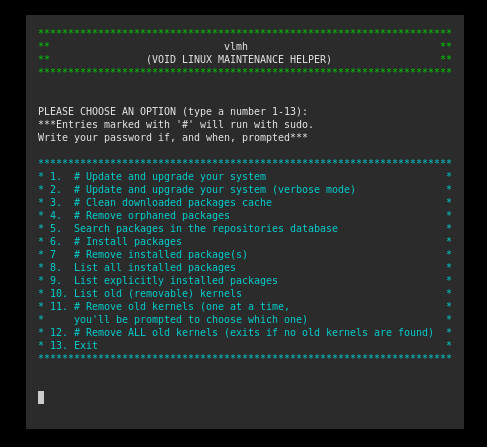 *********************************************************************
**                             vlmh                                **
**                (VOID LINUX MAINTENANCE HELPER)                  **
*********************************************************************
PLEASE CHOOSE AN OPTION (type a number 1-13):
***Entries marked with '#' will run with sudo.
Write your password if, and when, prompted***
*********************************************************************
* 1.  # Update and upgrade your system                              *
* 2.  # Update and upgrade your system (verbose mode)               *
* 3.  # Clean downloaded packages cache                             *
* 4.  # Remove orphaned packages                                    *
* 5.  Search packages in the repositories database                  *
* 6.  # Install packages                                            *
* 7   # Remove installed package(s)                                 *
* 8.  List all installed packages                                   *
* 9.  List explicitly installed packages                            *
* 10. List old (removable) kernels                                  *
* 11. # Remove old kernels (one at a time,                          *
*     you'll be prompted to choose which one)                       *
* 12. # Remove ALL old kernels (exits if no old kernels are found)  *
* 13. Exit                                                          *
*********************************************************************